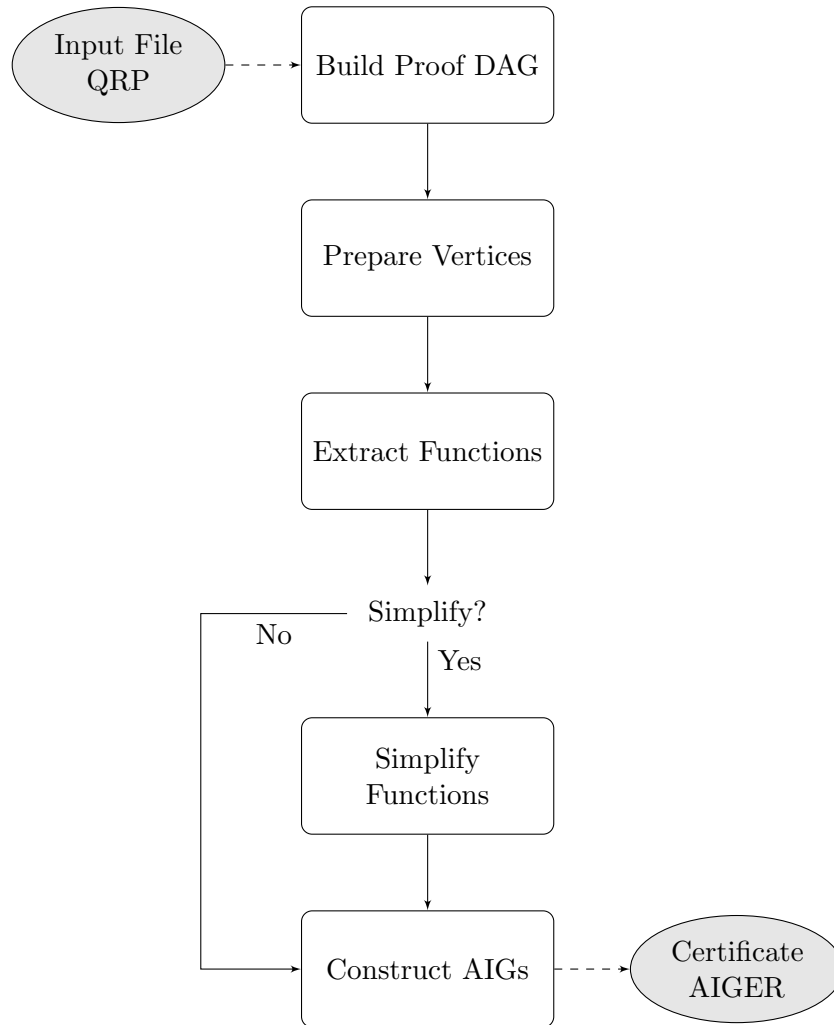 Input File
QRP
Build Proof DAG
Prepare Vertices
Extract Functions
Simplify?
No
Yes
Simplify
Functions
Construct AIGs
Certificate
AIGER